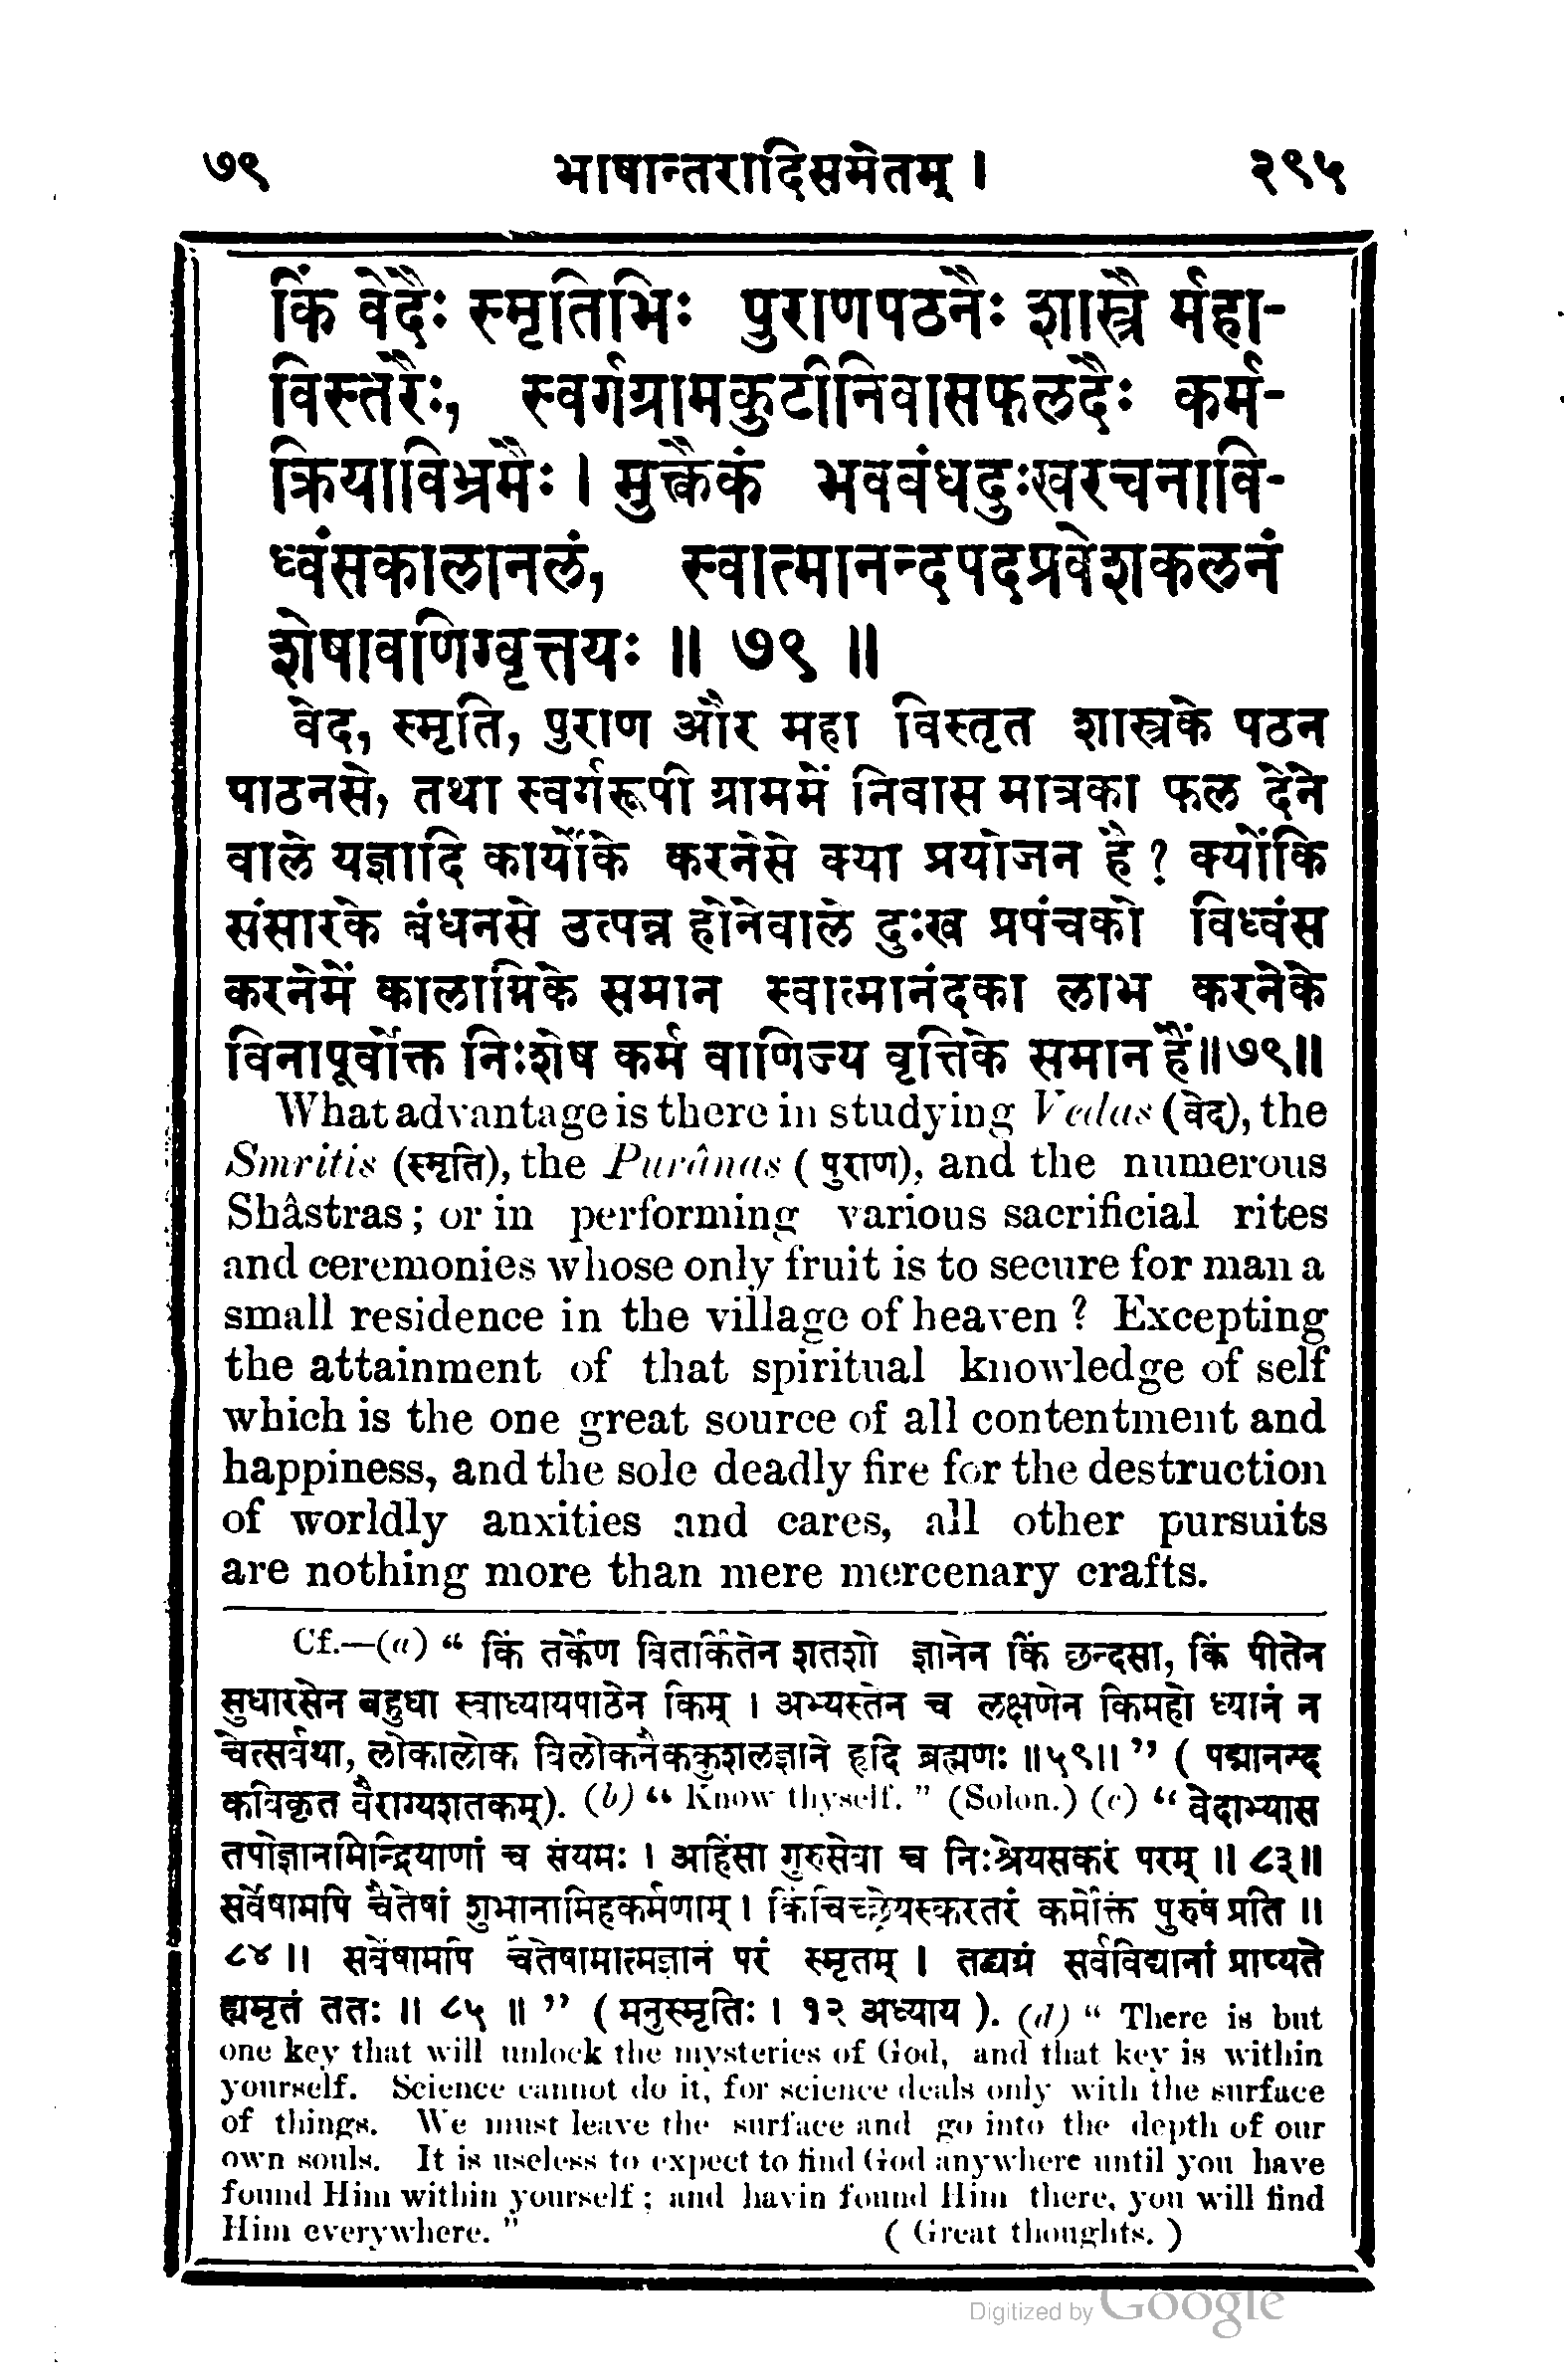 ७९ भाषान्तरादिसमेतम् । ३९५
किं वेदैः स्मृतिभिः पुराणपठनैः शास्त्रै र्महा-
विस्तरैः, स्वर्गग्रामकुटीनिवासफलदैः कर्म-
क्रियाविभ्रमैः । मुक्त्वैकं भवबंधदुःखरचनावि-
ध्वंसकालानलं, स्वात्मानन्दपदप्रवेशकलनं
शेषावणिग्वृत्तयः ॥ ७९ ॥
वेद, स्मृति, पुराण और महा विस्तृत शास्त्रके पठन
पाठनसे, तथा स्वर्गरूपी ग्राममें निवास मात्रका फल देंने
वाले यज्ञादि कार्योंके करनेसे क्या प्रयोजन है ? क्योंकि
संसारके बंधनसे उत्पन्न होनेवाले दुःख प्रपंचको विध्वंस
करनेमें कालाग्निके समान स्वात्मानंदका लाभ करनेके
विनापूर्वोक्त निःशेष कर्म वाणिज्य वृत्तिके समान हैं॥७९॥
What advantage is there in studying Vedas (वेद), the
Smritis (स्मृति), the Purânas ( पुराण), and the numerous
Shâstras; or in performing various sacrificial rites
and ceremonies whose only fruit is to secure for man a
small residence in the village of heaven ? Excepting
the attainment of that spiritual knowledge of self
which is the one great source of all contentment and
happiness, and the sole deadly fire for the destruction
of worldly anxities and cares, all other pursuits
are nothing more than mere mercenary crafts.
Cf.—(a) “ किं तर्केण वितर्कितेन शतशो ज्ञानेन किं छन्दसा, किं पीतेन
सुधारसेन बहुधा स्वाध्यायपाठेन किम् । अभ्यस्तेन च लक्षणेन किमहो ध्यानं न
चेत्सर्वथा, लोकालोक विलोकनैककुशलज्ञाने हृदि ब्रह्मणः ॥५९॥ ” ( पद्मानन्द
कविकृत वैराग्यशतकम्). (b) “ Know thyself. ” (Solon.) (c) “ वेदाभ्यास
तपोज्ञानमिन्द्रियाणां च संयमः । अहिंसा गुरुसेवा च निःश्रेयसकरं परम् ॥ ८३॥
सर्वेषामपि चैतेषां शुभानामिहकर्मणाम् । किंचिच्छ्रेयस्करतरं कर्मोक्तं पुरुषं प्रति ॥
८४ ॥ सर्वेषामपि चैतेषामात्मज्ञानं परं स्मृतम् । तद्ध्यग्रं सर्वविद्यानां प्राप्यते
ह्यमृतं ततः ॥ ८५ ॥ ” ( मनुस्मृतिः । १२ अध्याय ). (d) “ There is but
one key that will unlock the mysteries of God, and that key is within
yourself. Science cannot do it, for science deals only with the surface
of things. We must leave the surface and go into the depth of our
own souls. It is useless to expect to find God anywhere until you have
found Him within yourself ; and havin found Him there, you will find
Him everywhere. ” ( Great thoughts. )
Digitized by Google